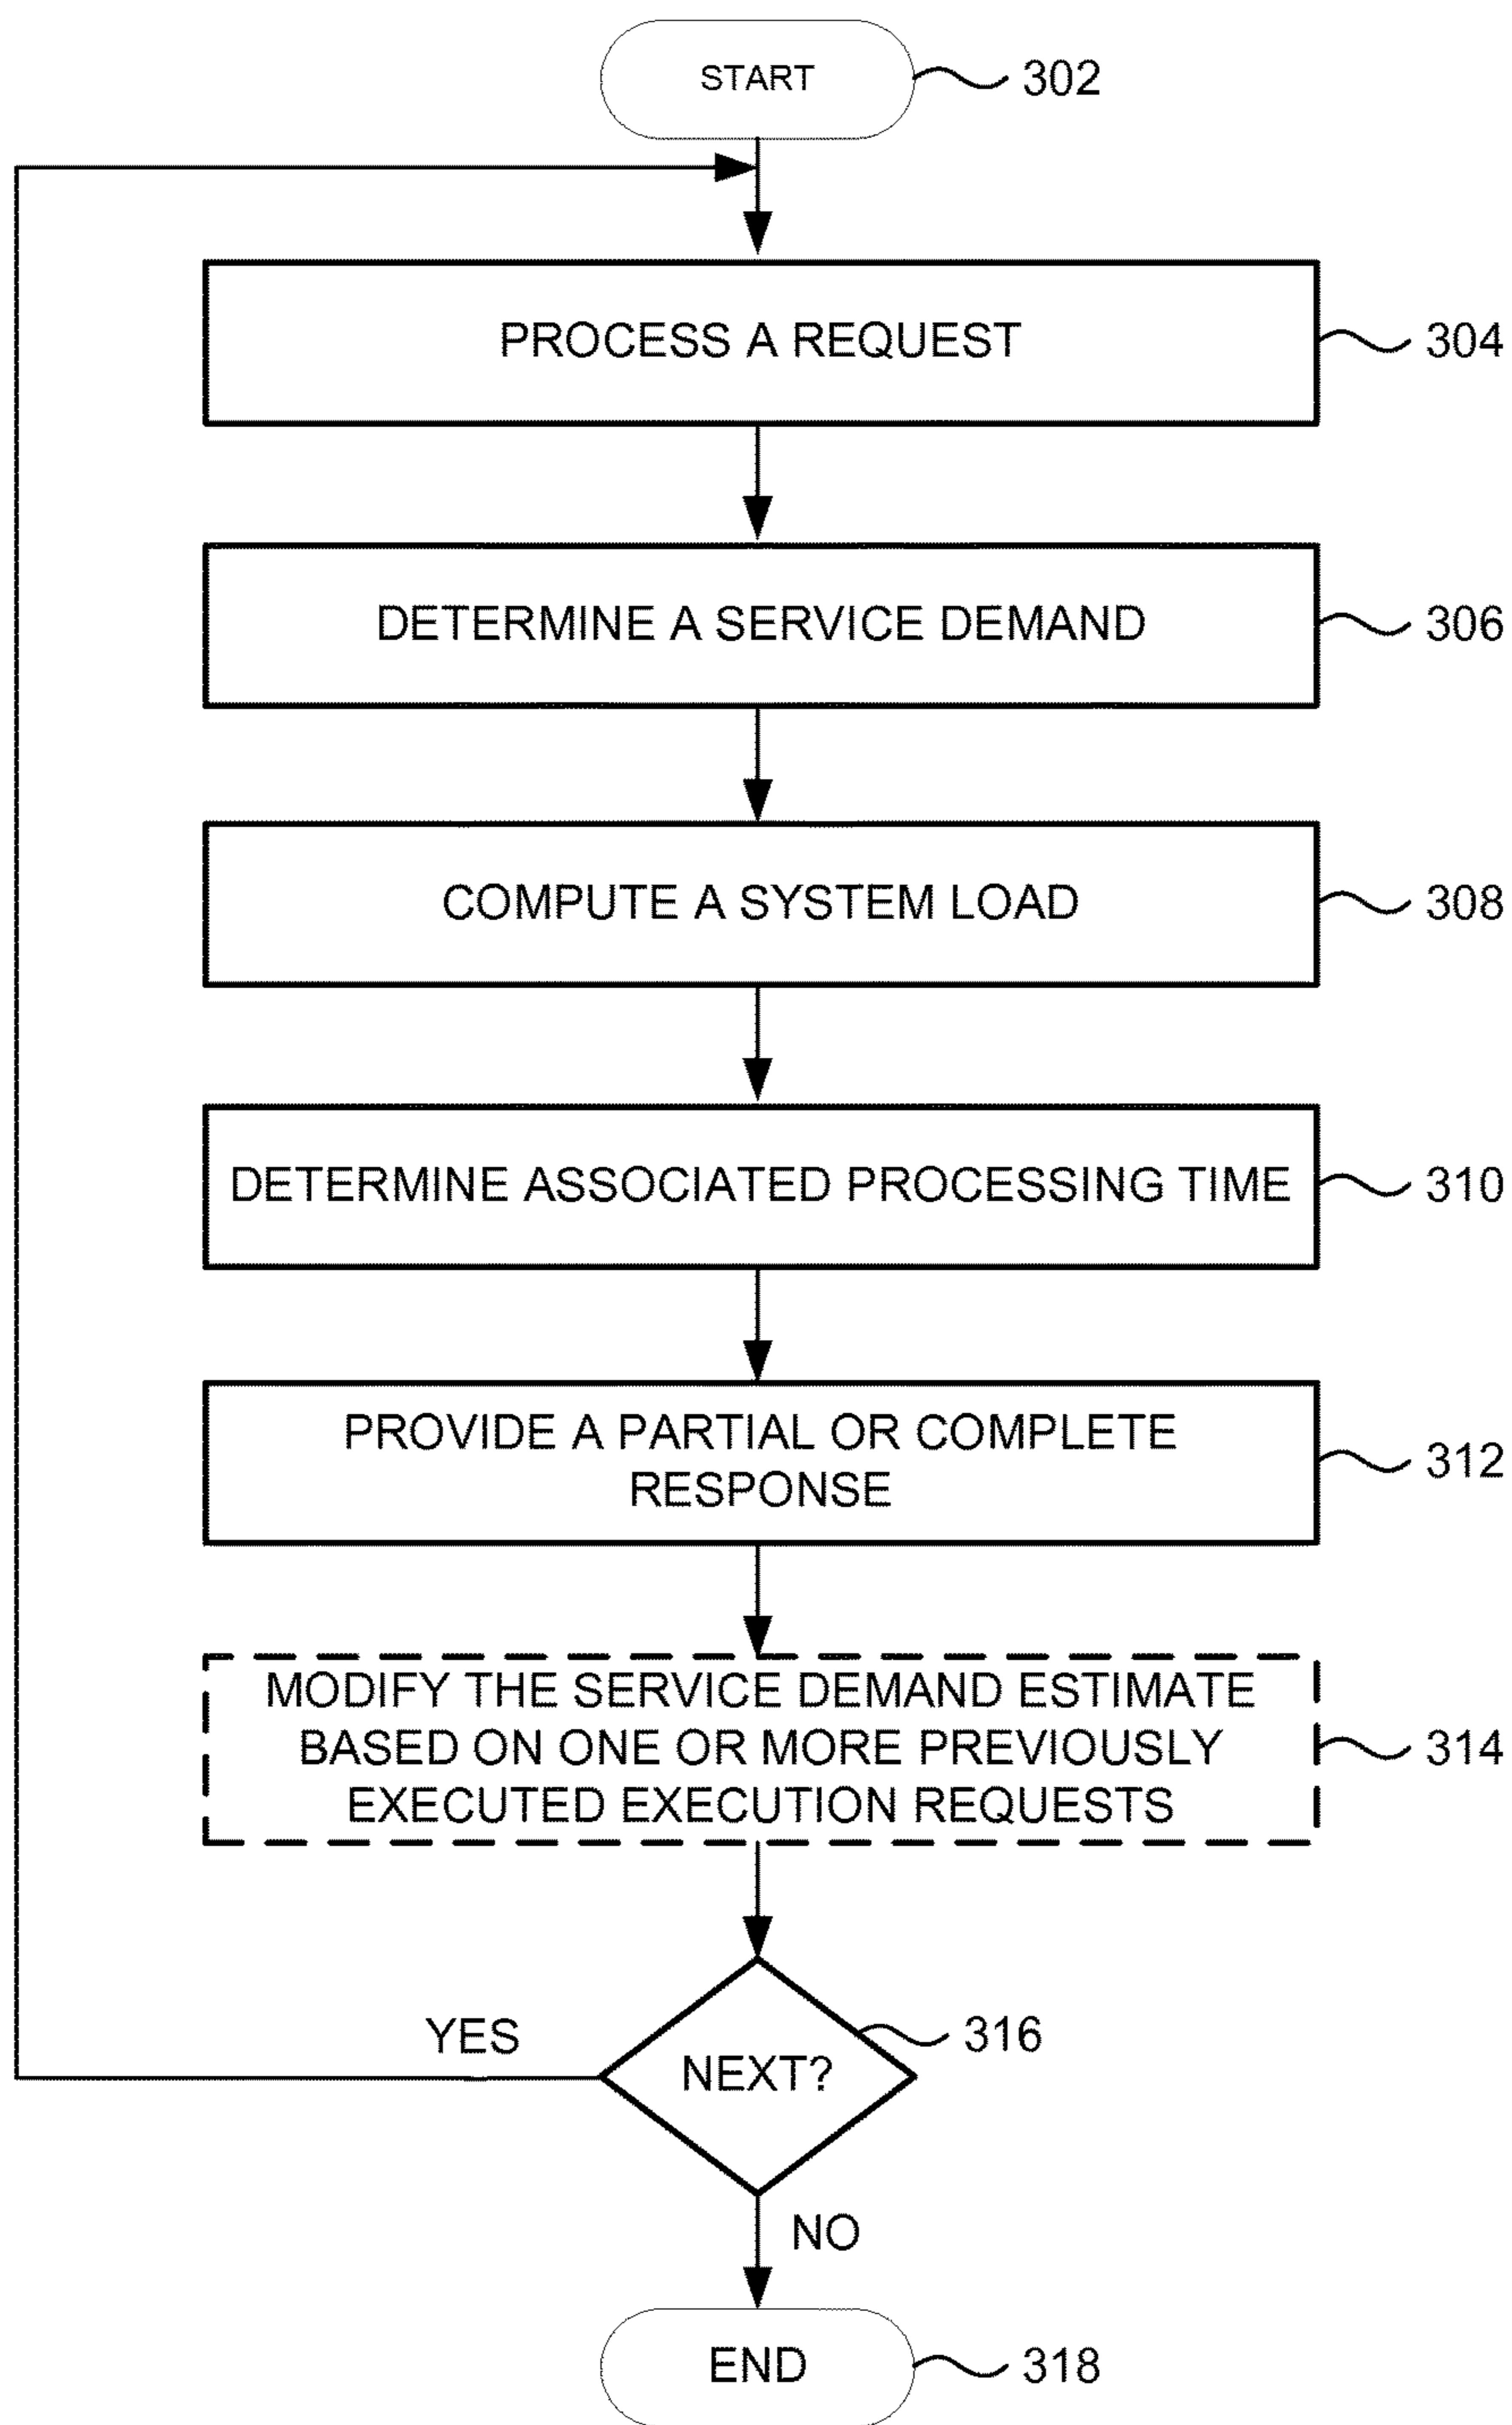 START
302
PROCESS A REQUEST
304
DETERMINE A SERVICE DEMAND
306
COMPUTE A SYSTEM LOAD
308
DETERMINE ASSOCIATED PROCESSING TIME
310
PROVIDE A PARTIAL OR COMPLETE
RESPONSE
312
MODIFY THE SERVICE DEMAND ESTIMATE
BASED ON ONE OR MORE PREVIOUSLY
EXECUTED EXECUTION REQUESTS
314
YES
NEXT?
316
NO
END
318